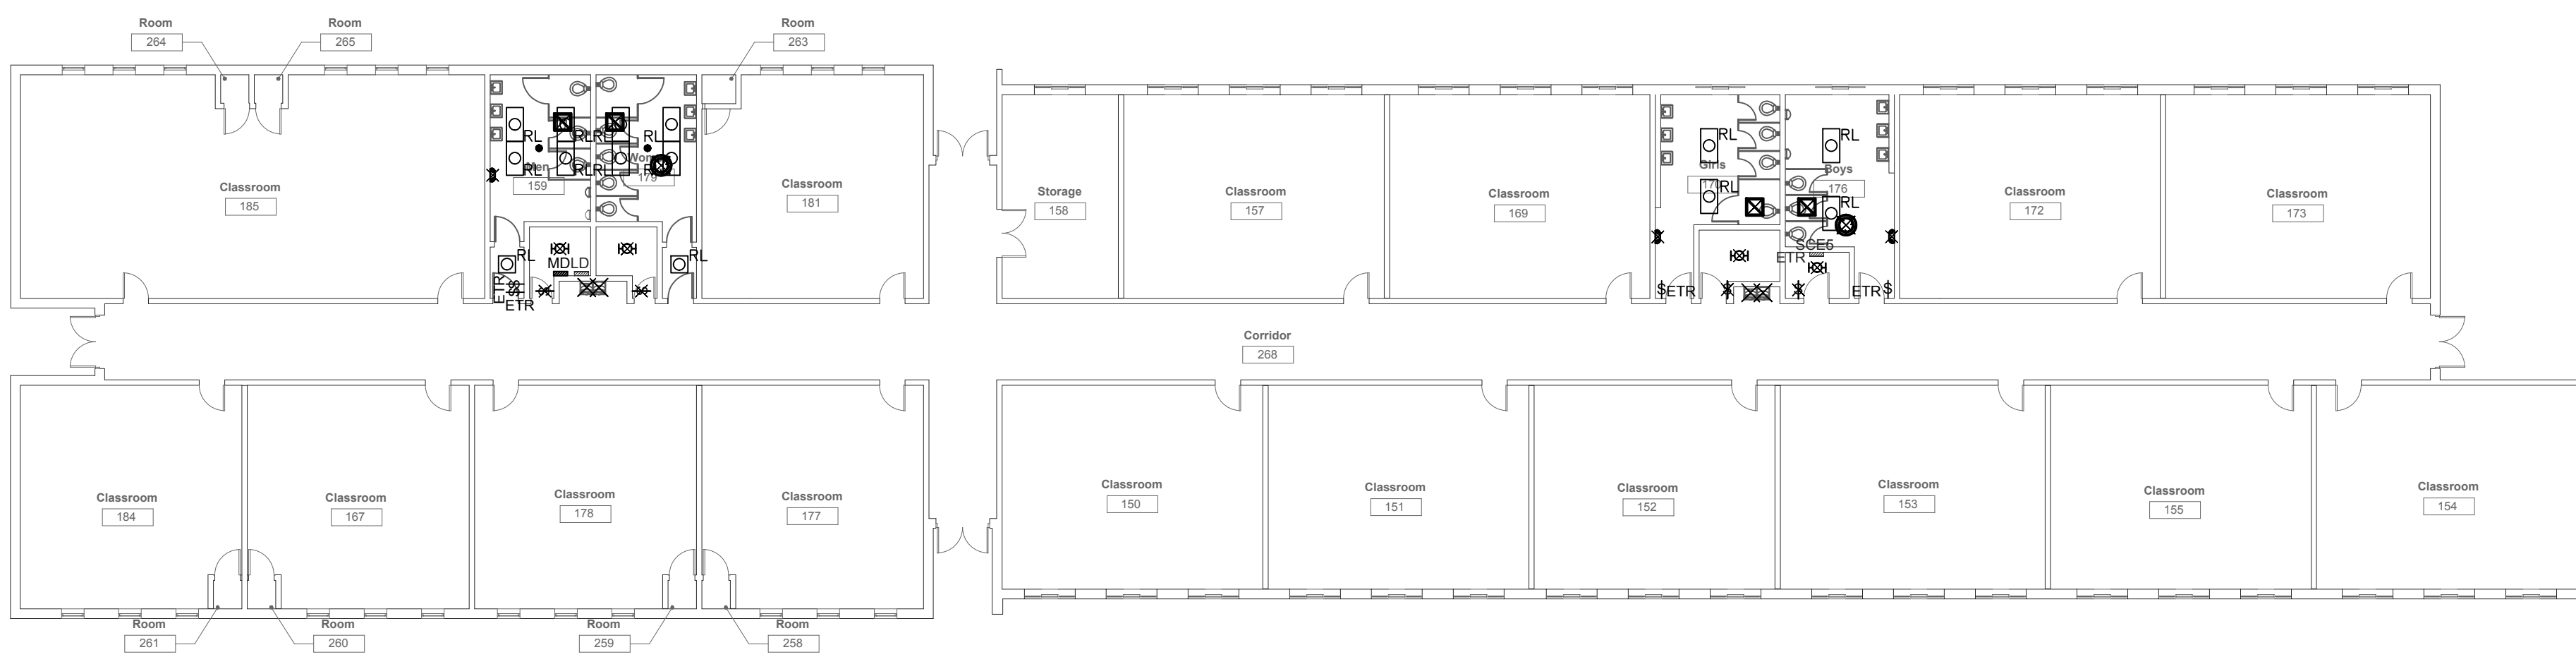 Room
264
Room
265
Room
263
Classroom
185
RL
RL
RL
RL
RL
RL
RL
Men
159
179
Classroom
181
RL
RL
MDLD
ETR
$$
ETR
Storage
158
Classroom
157
Classroom
169
RL
Girls
RL
RL
Boys
176
RL
SCE5
ETR
$
ETR
$
$
ETR
$
Classroom
172
Classroom
173
Corridor
268
Classroom
184
Classroom
167
Classroom
178
Classroom
177
Classroom
150
Classroom
151
Classroom
152
Classroom
153
Classroom
155
Classroom
154
Room
261
Room
260
Room
259
Room
258